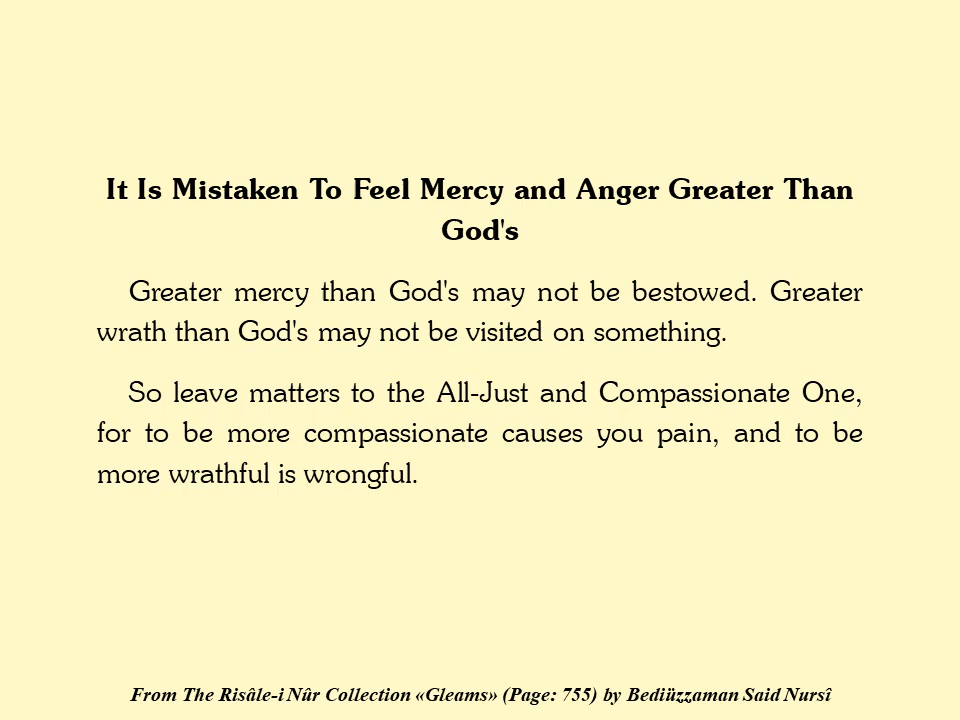 It Is Mistaken To Feel Mercy and Anger Greater Than
God's
Greater mercy than God's may not be bestowed. Greater
wrath than God's may not be visited on something.
So leave matters to the All-Just and Compassionate One,
for to be more compassionate causes you pain, and to be
more wrathful is wrongful.
From The Risâle-i Nûr Collection «Gleams» (Page: 755) by Bediüzzaman Said Nursî